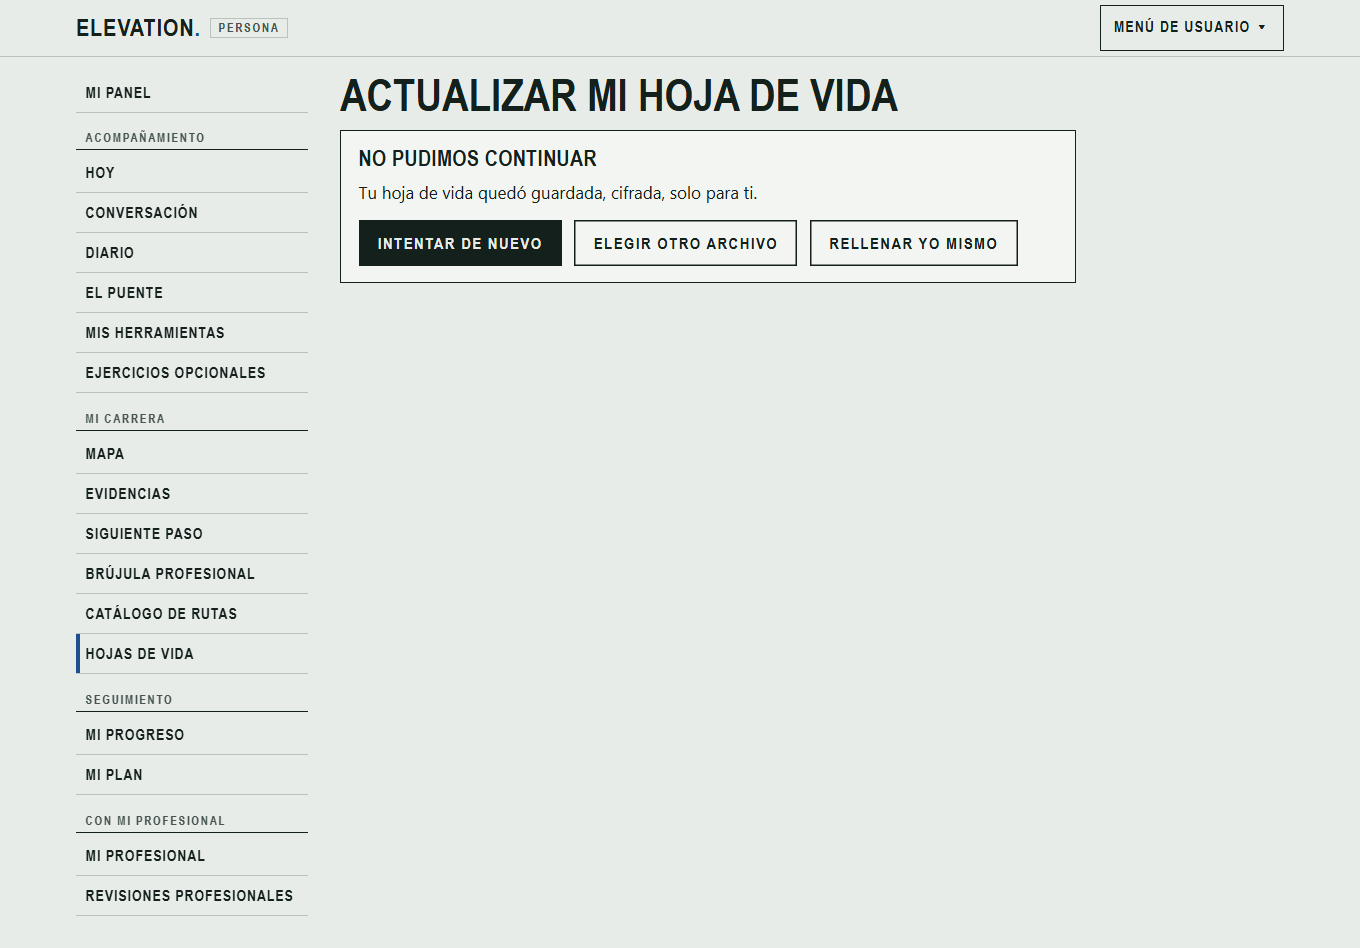 ELEVATION. PERSONA
MENÚ DE USUARIO
MI PANEL
ACOMPAÑAMIENTO
HOY
CONVERSACIÓN
DIARIO
EL PUENTE
MIS HERRAMIENTAS
EJERCICIOS OPCIONALES
MI CARRERA
MAPA
EVIDENCIAS
SIGUIENTE PASO
BRÚJULA PROFESIONAL
CATÁLOGO DE RUTAS
HOJAS DE VIDA
SEGUIMIENTO
MI PROGRESO
MI PLAN
CON MI PROFESIONAL
MI PROFESIONAL
REVISIONES PROFESIONALES
ACTUALIZAR MI HOJA DE VIDA
NO PUDIMOS CONTINUAR
Tu hoja de vida quedó guardada, cifrada, solo para ti.
INTENTAR DE NUEVO
ELEGIR OTRO ARCHIVO
RELLENAR YO MISMO